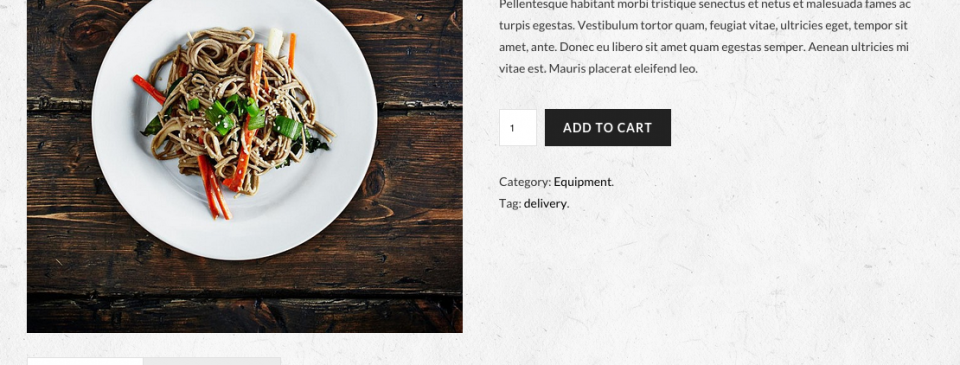 Pellentesque habitant morbi tristique senectus et netus et malesuada fames ac
turpis egestas. Vestibulum tortor quam, feugiat vitae, ultricies eget, tempor sit
amet, ante. Donec eu libero sit amet quam egestas semper. Aenean ultricies mi
vitae est. Mauris placerat eleifend leo.
1
ADD TO CART
Category: Equipment.
Tag: delivery.